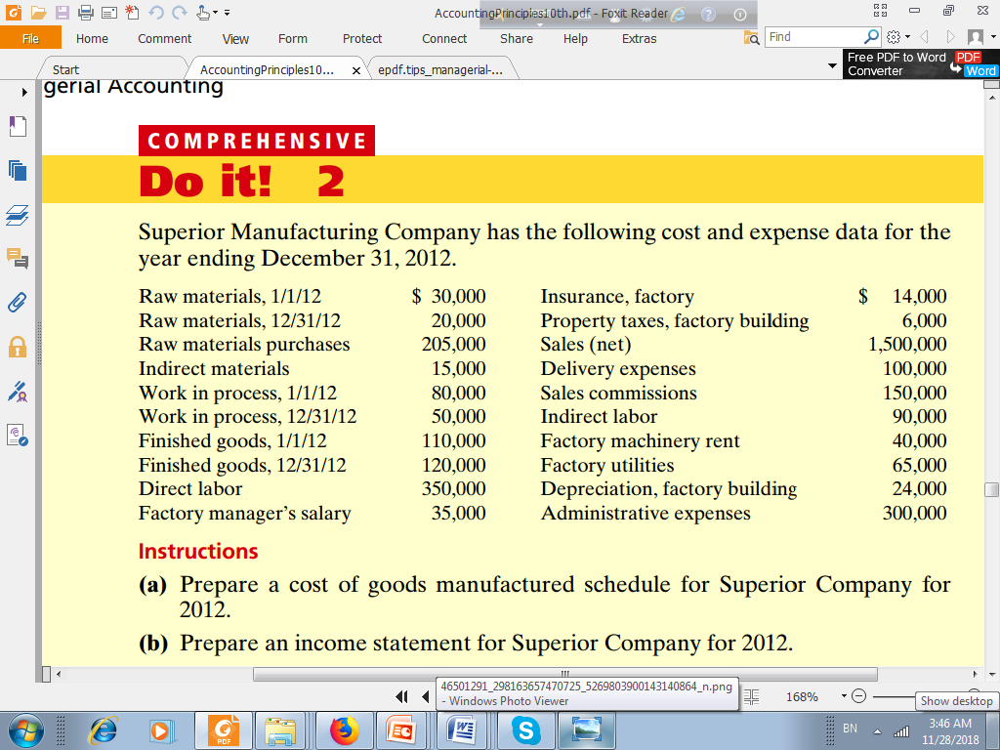 AccountingPrinciples10th.pdf - Foxit Reader
File Home Comment View Form Protect Connect Share Help Extras Find
Start AccountingPrinciples10... x epdf.tips_managerial-...
Free PDF to Word PDF
Converter Word
gerial Accounting
COMPREHENSIVE
Do it! 2
Superior Manufacturing Company has the following cost and expense data for the
year ending December 31, 2012.
Raw materials, 1/1/12 $ 30,000 Insurance, factory $ 14,000
Raw materials, 12/31/12 20,000 Property taxes, factory building 6,000
Raw materials purchases 205,000 Sales (net) 1,500,000
Indirect materials 15,000 Delivery expenses 100,000
Work in process, 1/1/12 80,000 Sales commissions 150,000
Work in process, 12/31/12 50,000 Indirect labor 90,000
Finished goods, 1/1/12 110,000 Factory machinery rent 40,000
Finished goods, 12/31/12 120,000 Factory utilities 65,000
Direct labor 350,000 Depreciation, factory building 24,000
Factory manager's salary 35,000 Administrative expenses 300,000
Instructions
(a) Prepare a cost of goods manufactured schedule for Superior Company for
2012.
(b) Prepare an income statement for Superior Company for 2012.
46501291_298163657470725_5269803900143140864_n.png
- Windows Photo Viewer
168%
Show desktop
PDF
BN
3:46 AM
11/28/2018